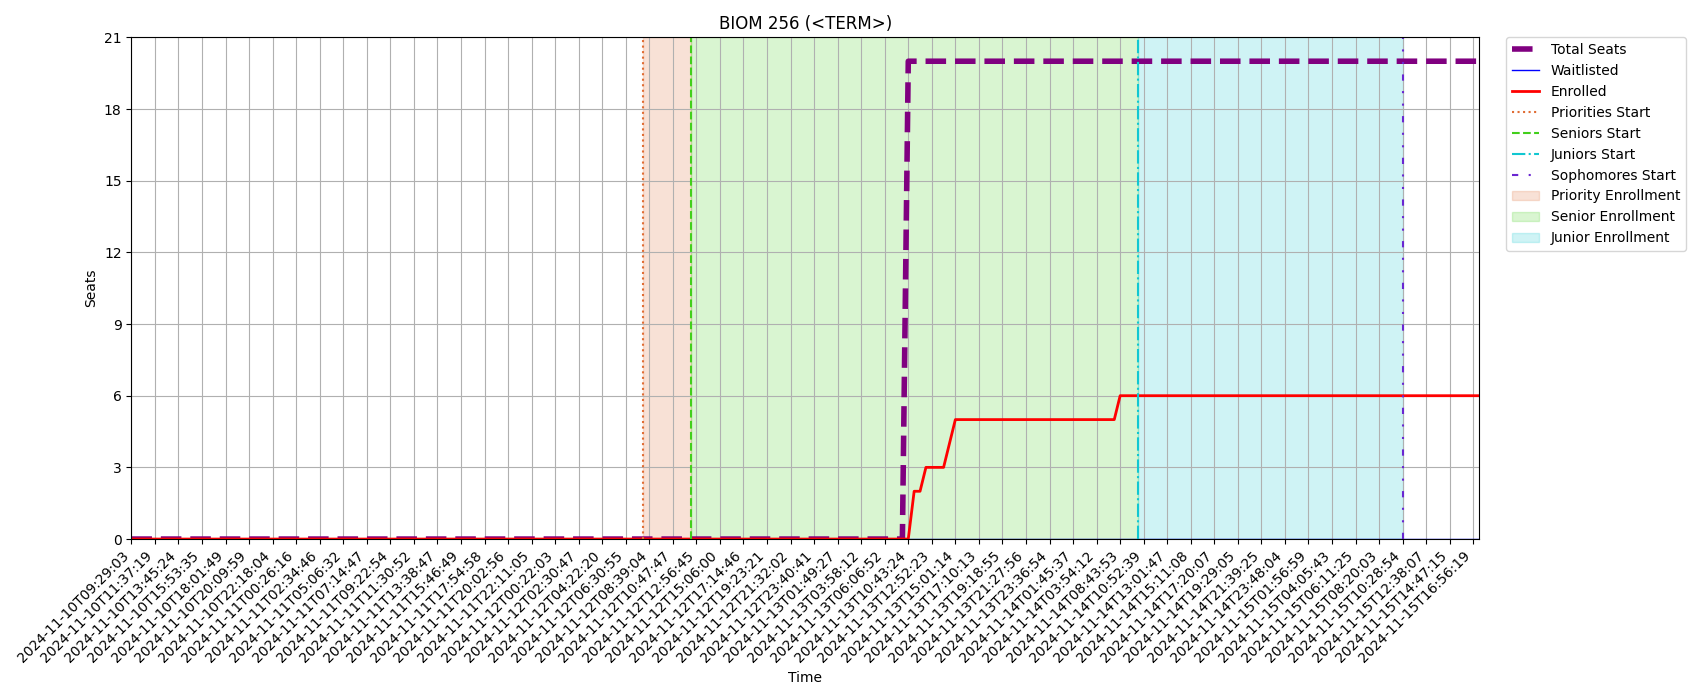 BIOM 256 (<TERM>)
21
18
15
12
9
6
3
0
Seats
2024-11-10T09:29:03
2024-11-10T11:37:19
2024-11-10T13:45:24
2024-11-10T15:53:35
2024-11-10T18:01:49
2024-11-10T20:09:59
2024-11-10T22:18:04
2024-11-11T00:26:16
2024-11-11T02:34:46
2024-11-11T05:06:32
2024-11-11T07:14:47
2024-11-11T09:22:54
2024-11-11T11:30:52
2024-11-11T13:38:47
2024-11-11T15:46:49
2024-11-11T17:54:58
2024-11-11T20:02:56
2024-11-11T22:11:05
2024-11-12T00:22:03
2024-11-12T02:30:47
2024-11-12T04:22:20
2024-11-12T06:30:55
2024-11-12T08:39:04
2024-11-12T10:47:47
2024-11-12T12:56:45
2024-11-12T15:06:00
2024-11-12T17:14:46
2024-11-12T19:23:21
2024-11-12T21:32:02
2024-11-12T23:40:41
2024-11-13T01:49:27
2024-11-13T03:58:12
2024-11-13T06:06:52
2024-11-13T10:43:24
2024-11-13T12:52:23
2024-11-13T15:01:14
2024-11-13T17:10:13
2024-11-13T19:18:55
2024-11-13T21:27:56
2024-11-13T23:36:54
2024-11-14T01:45:37
2024-11-14T03:54:12
2024-11-14T08:43:53
2024-11-14T10:52:39
2024-11-14T13:01:47
2024-11-14T15:11:08
2024-11-14T17:20:07
2024-11-14T19:29:05
2024-11-14T21:39:25
2024-11-14T23:48:04
2024-11-15T01:56:59
2024-11-15T04:05:43
2024-11-15T06:11:25
2024-11-15T08:20:03
2024-11-15T10:28:54
2024-11-15T12:38:07
2024-11-15T14:47:15
2024-11-15T16:56:19
Time
Total Seats
Waitlisted
Enrolled
Priorities Start
Seniors Start
Juniors Start
Sophomores Start
Priority Enrollment
Senior Enrollment
Junior Enrollment